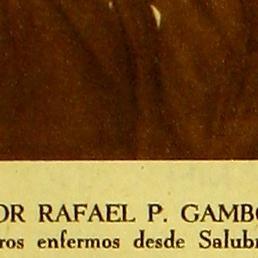 OR RAFAEL P. GAMBO
ros enfermos desde Salubr